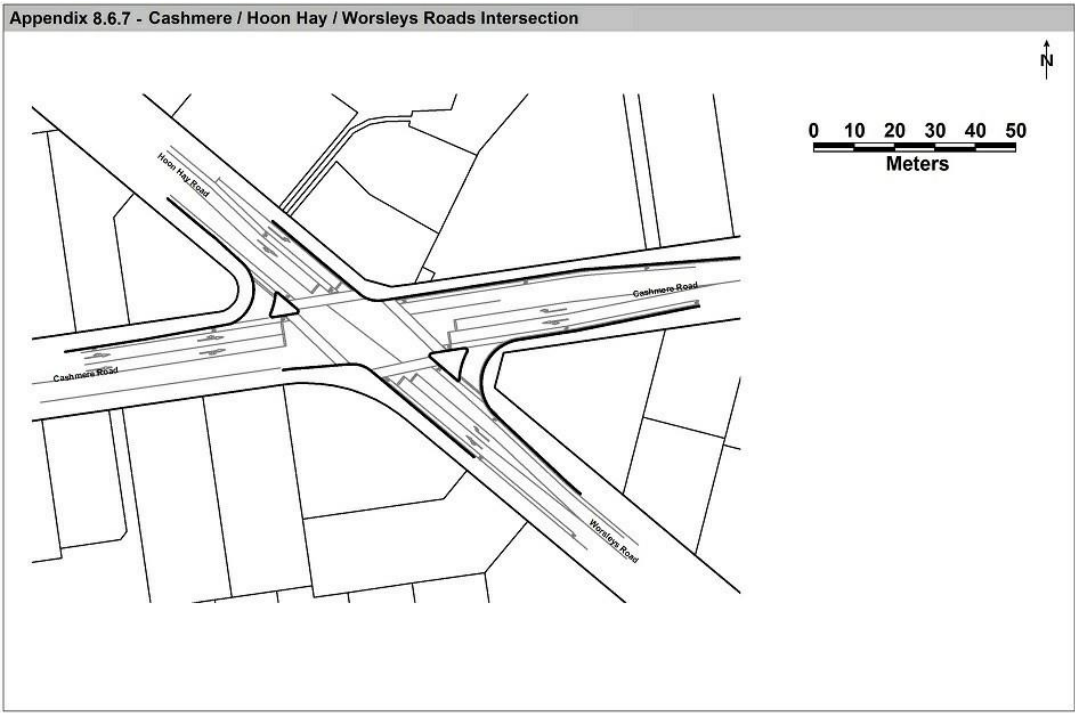 Appendix 8.6.7 - Cashmere / Hoon Hay / Worsleys Roads Intersection
N
0 10 20 30 40 50
Meters
Hoon Hay Road
Cashmere Road
Cashmere Road
Worsleys Road